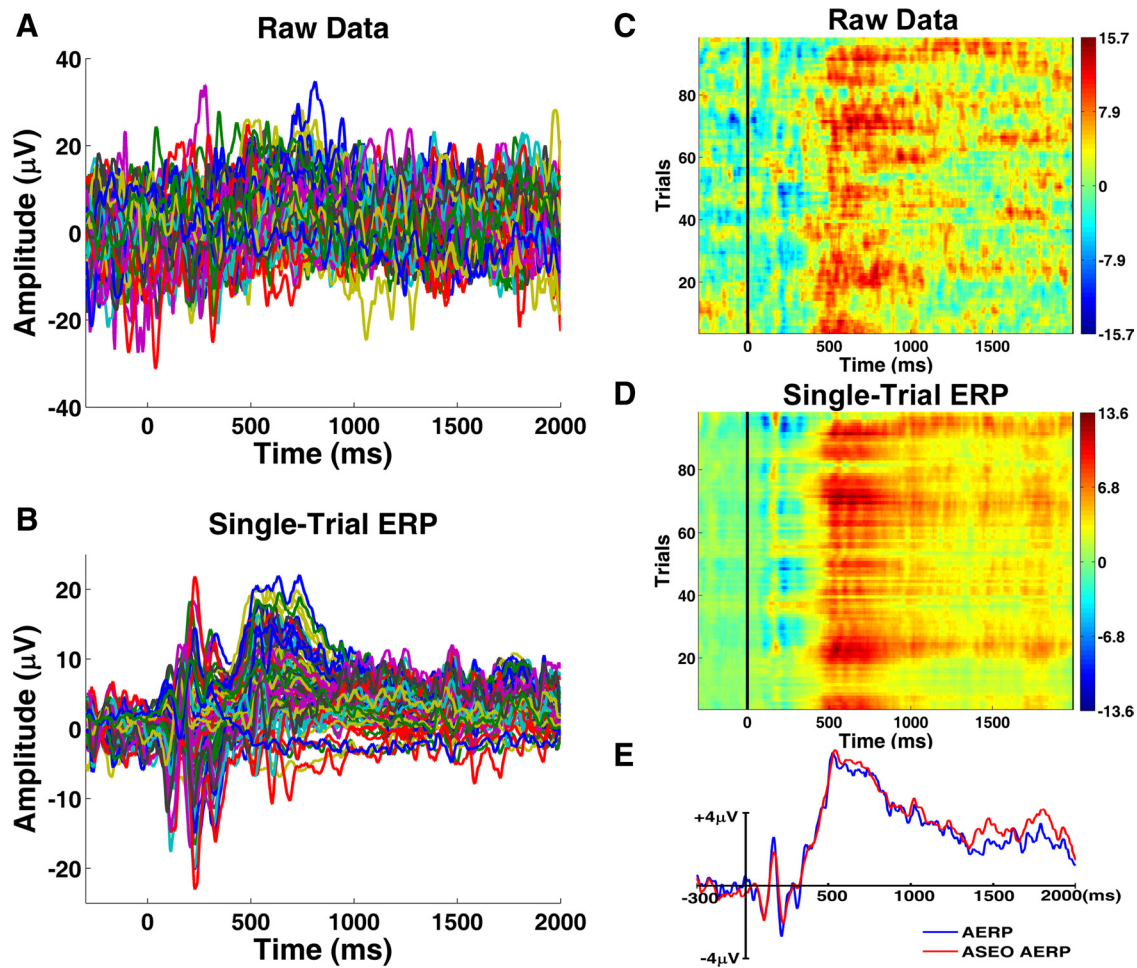 A
Raw Data
40
20
0
-20
-40
Amplitude (µV)
0 500 1000 1500 2000
Time (ms)
B
Single-Trial ERP
20
10
0
-10
-20
Amplitude (µV)
0 500 1000 1500 2000
Time (ms)
C
Raw Data
80
60
40
20
Trials
0 500 1000 1500
Time (ms)
15.7
7.9
0
-7.9
-15.7
D
Single-Trial ERP
80
60
40
20
Trials
0 500 1000 1500
Time (ms)
13.6
6.8
0
-6.8
-13.6
E
+4µV
-300 500 1000 1500 2000(ms)
-4µV
AERP
ASEO AERP